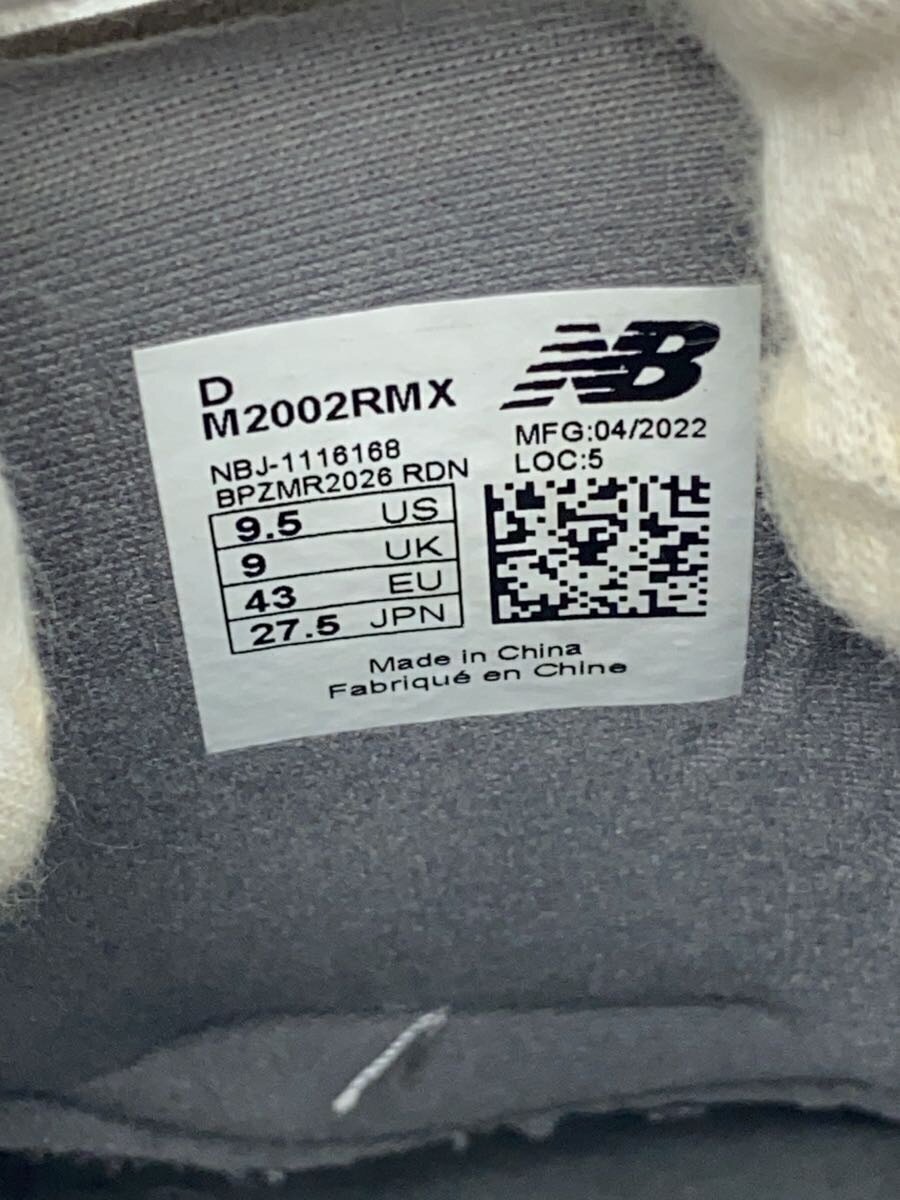 D
M2002RMX
NB
NBJ-1116168
BPZMR2026 RDN
MFG:04/2022
LOC:5
9.5 US
9 UK
43 EU
27.5 JPN
Made in China
Fabriqué en Chine